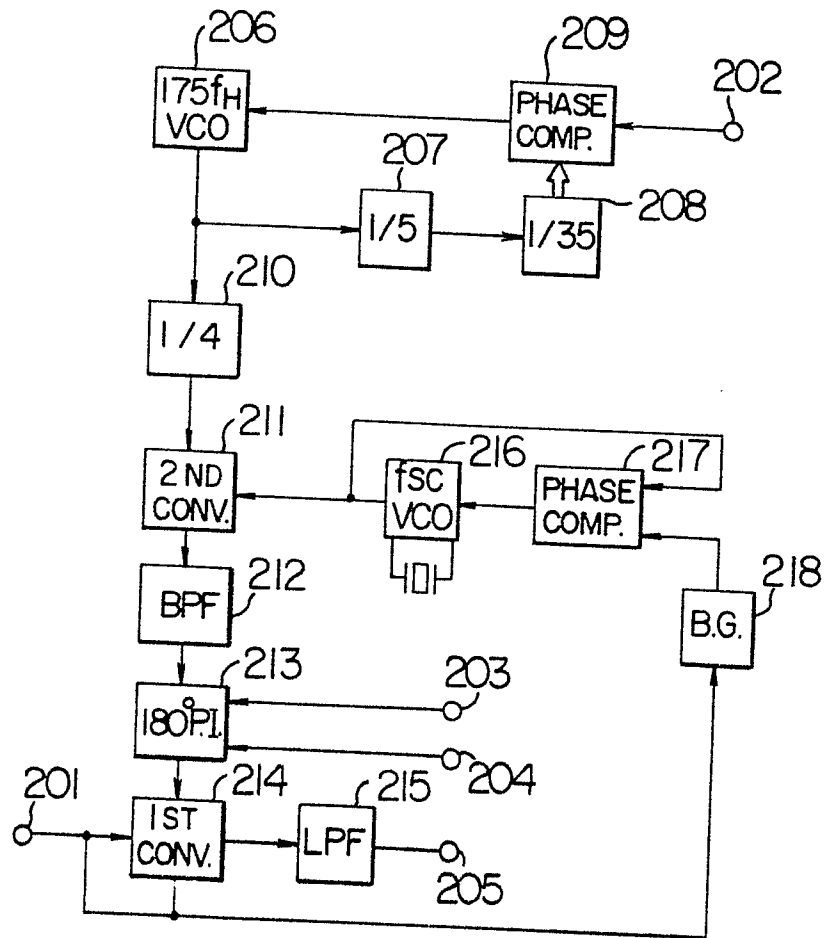 206
175fH
VCO
209
PHASE
COMP.
202
207
1/5
208
1/35
210
1/4
211
2ND
CONV.
216
fSC
VCO
217
PHASE
COMP.
212
BPF
218
B.G.
213
180°P.I.
203
204
201
214
1ST
CONV.
215
LPF
205